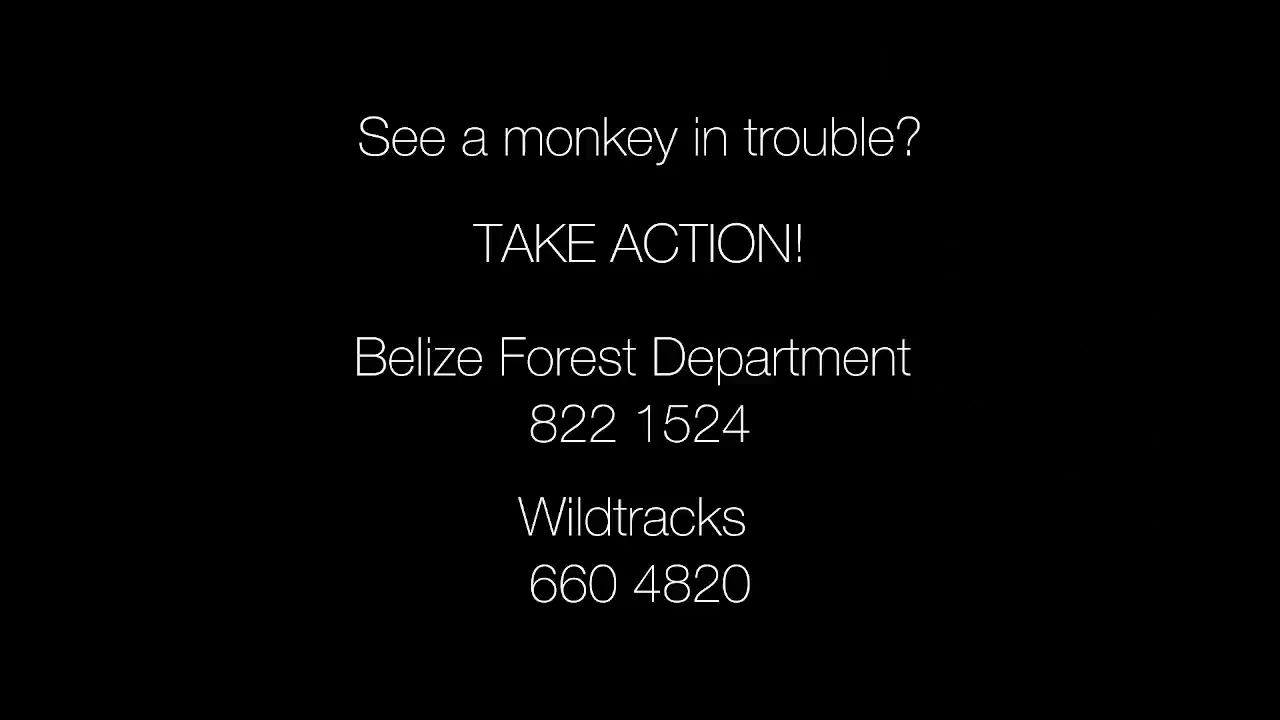 See a monkey in trouble?
TAKE ACTION!
Belize Forest Department
822 1524
Wildtracks
660 4820